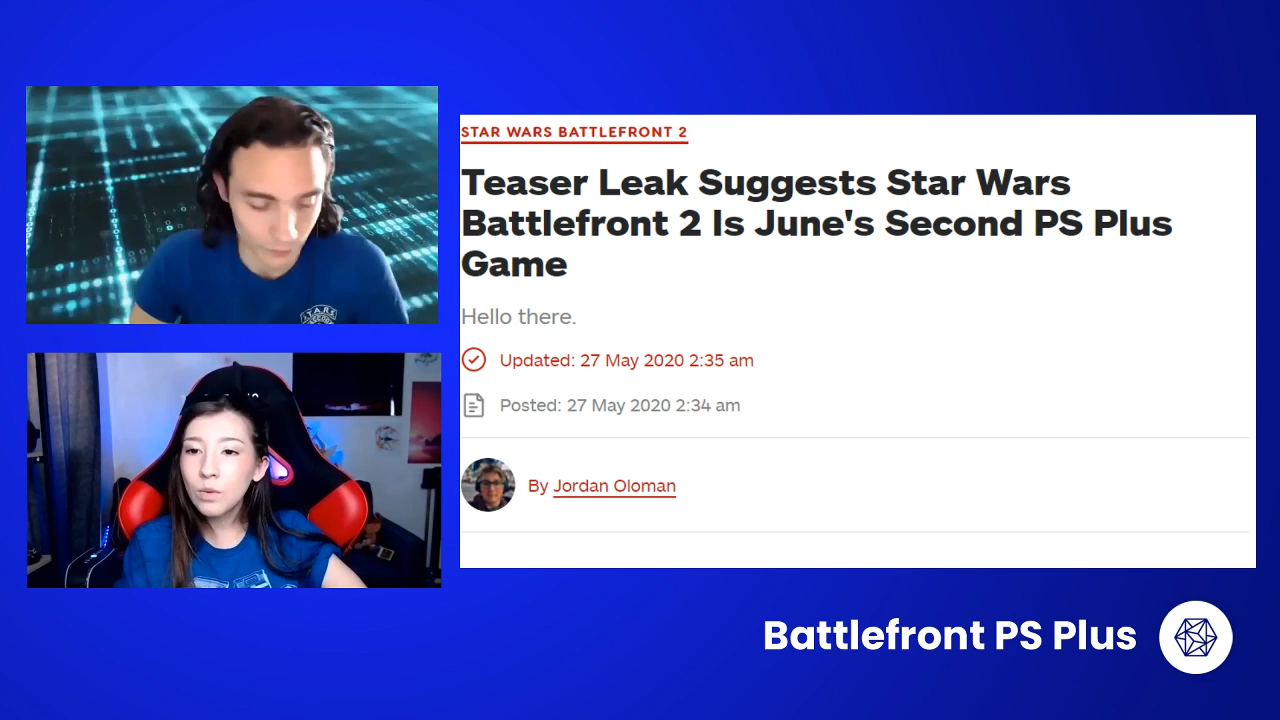 STAR WARS BATTLEFRONT 2
Teaser Leak Suggests Star Wars
Battlefront 2 Is June's Second PS Plus
Game
Hello there.
Updated: 27 May 2020 2:35 am
Posted: 27 May 2020 2:34 am
By Jordan Oloman
Battlefront PS Plus